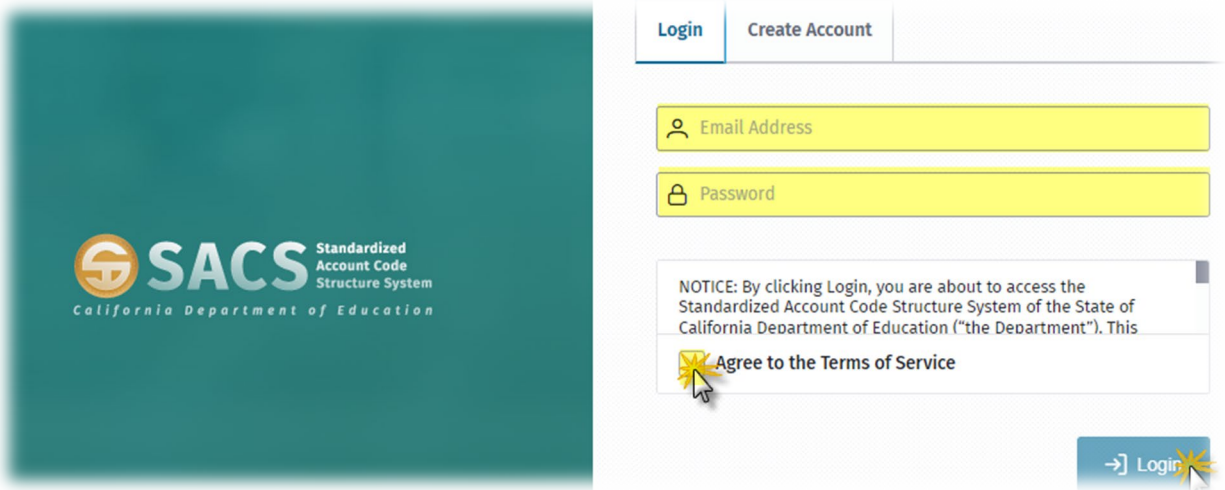 SACS
Standardized
Account Code
Structure System
California Department of Education
Login
Create Account
Email Address
Password
NOTICE: By clicking Login, you are about to access the
Standardized Account Code Structure System of the State of
California Department of Education (“the Department”). This
Agree to the Terms of Service
Login